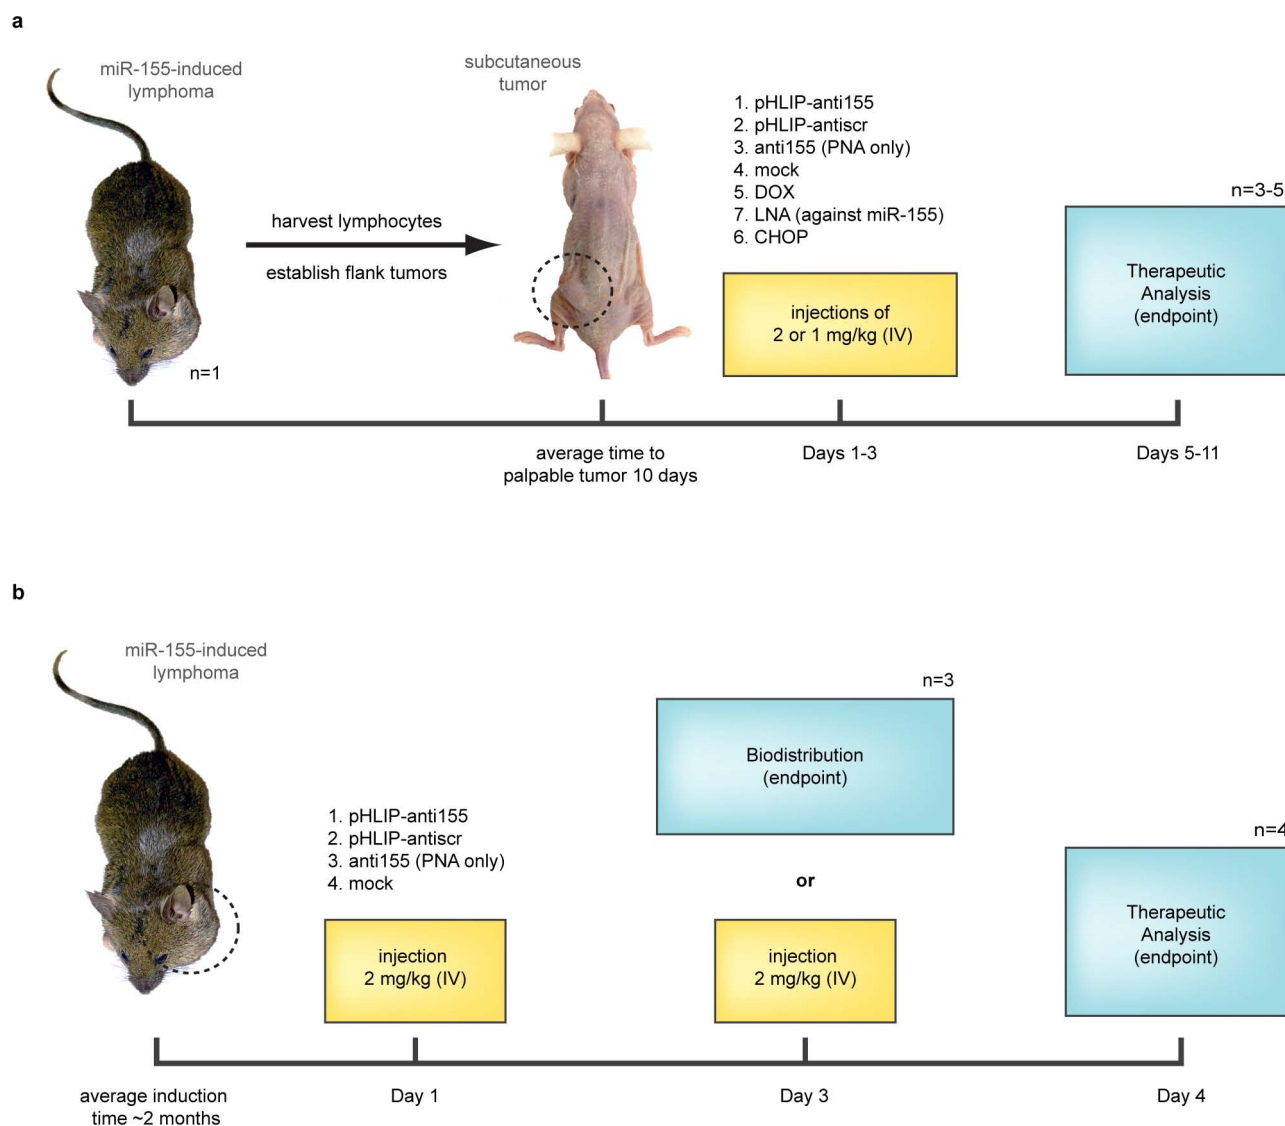 a
miR-155-induced
lymphoma
n=1
harvest lymphocytes
establish flank tumors
subcutaneous
tumor
1. pHLIP-anti155
2. pHLIP-antiscr
3. anti155 (PNA only)
4. mock
5. DOX
7. LNA (against miR-155)
6. CHOP
injections of
2 or 1 mg/kg (IV)
n=3-5
Therapeutic
Analysis
(endpoint)
average time to
palpable tumor 10 days
Days 1-3
Days 5-11
b
miR-155-induced
lymphoma
1. pHLIP-anti155
2. pHLIP-antiscr
3. anti155 (PNA only)
4. mock
injection
2 mg/kg (IV)
n=3
Biodistribution
(endpoint)
or
injection
2 mg/kg (IV)
n=4
Therapeutic
Analysis
(endpoint)
average induction
time ~2 months
Day 1
Day 3
Day 4